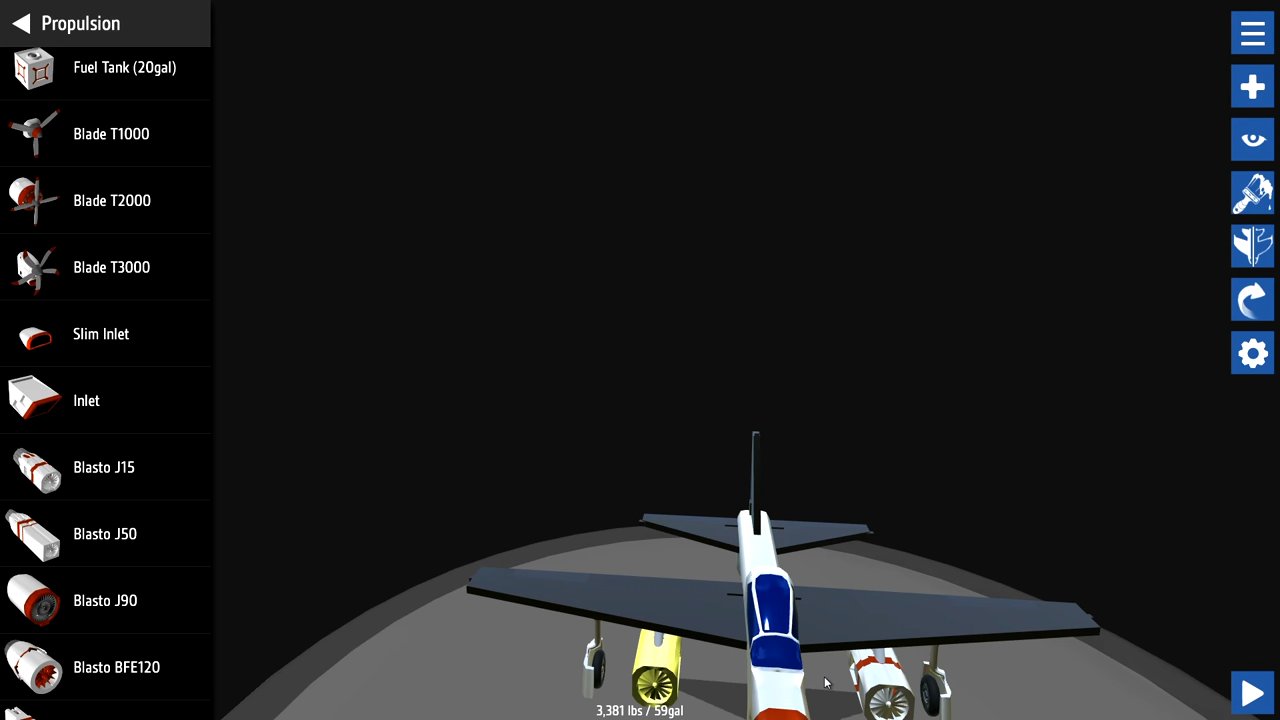 Propulsion
Fuel Tank (20gal)
Blade T1000
Blade T2000
Blade T3000
Slim Inlet
Inlet
Blasto J15
Blasto J50
Blasto J90
Blasto BFE120
3,381 lbs / 59gal